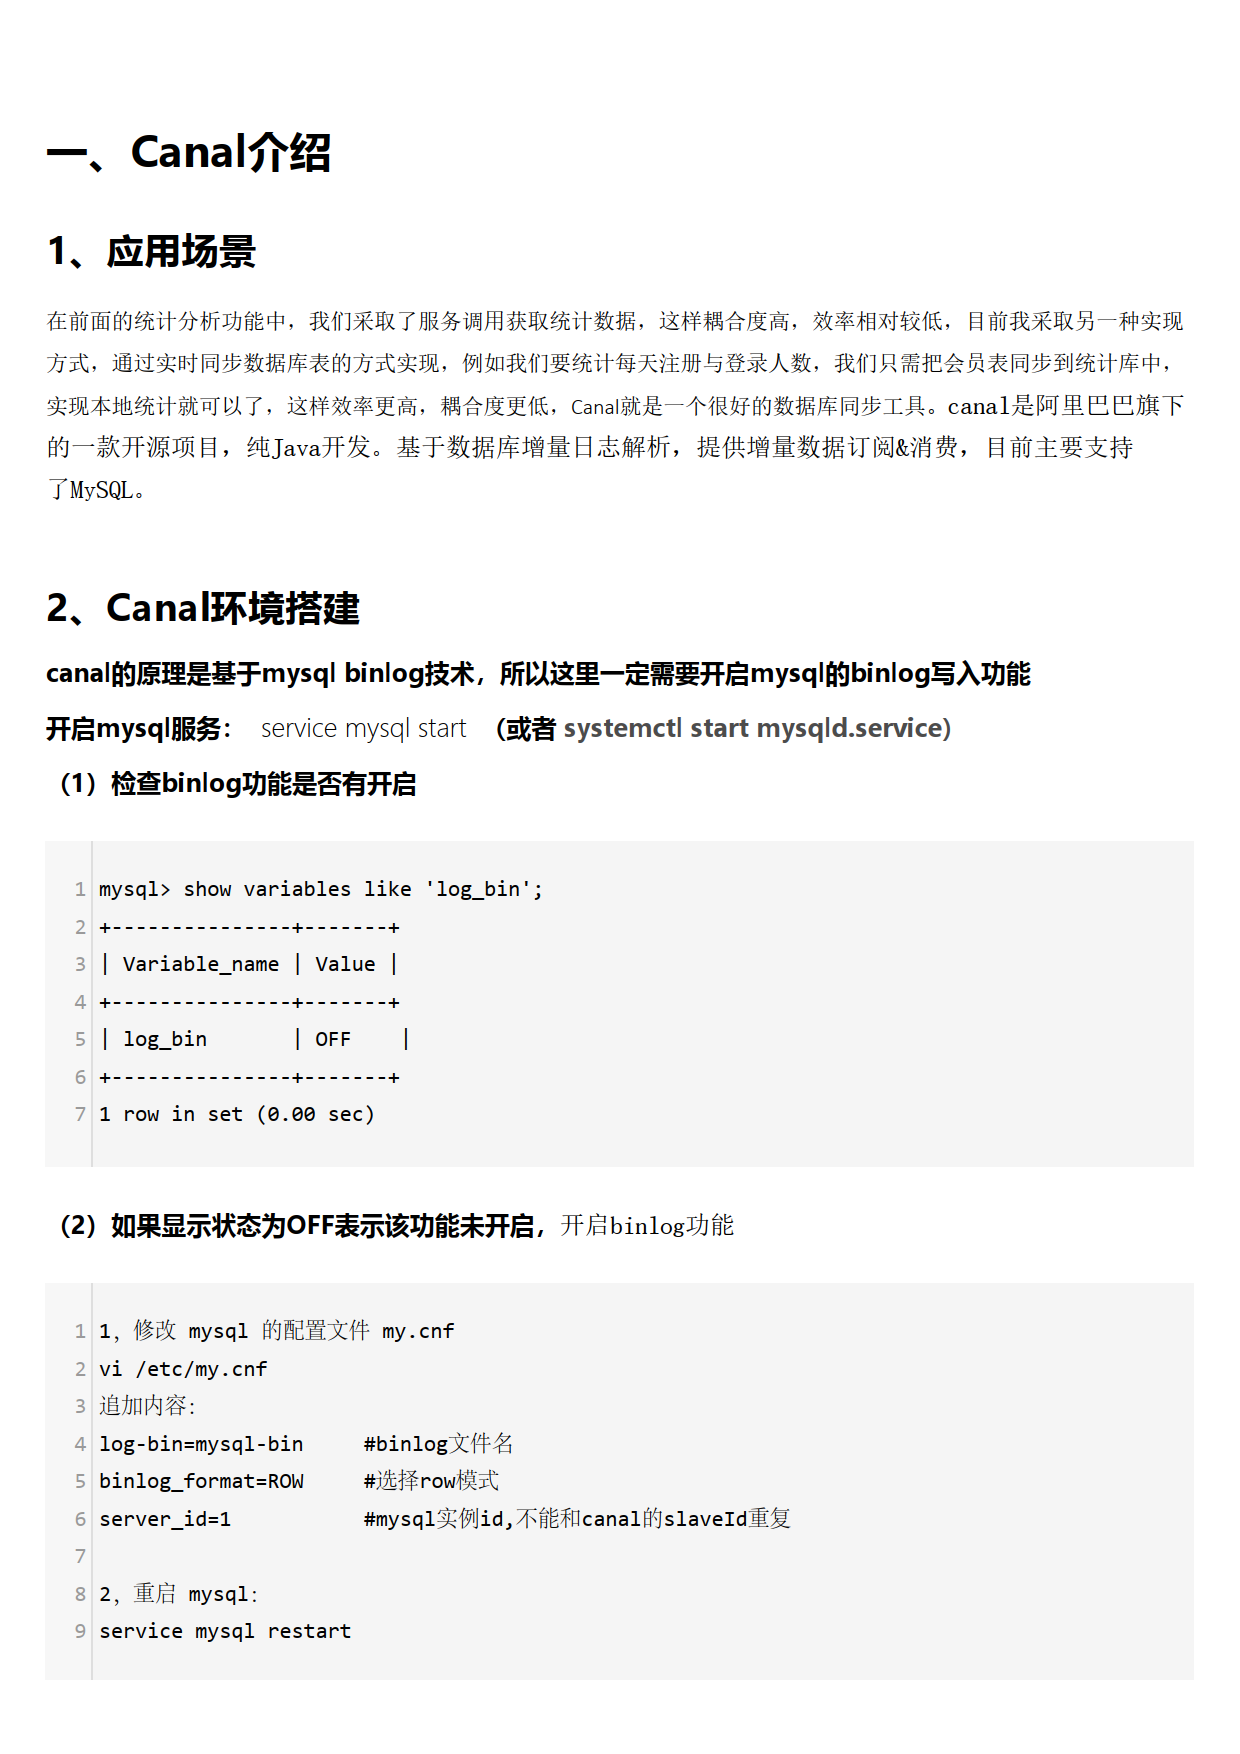 一、Canal介绍
1、应用场景
在前面的统计分析功能中，我们采取了服务调用获取统计数据，这样耦合度高，效率相对较低，目前我采取另一种实现
方式，通过实时同步数据库表的方式实现，例如我们要统计每天注册与登录人数，我们只需把会员表同步到统计库中，
实现本地统计就可以了，这样效率更高，耦合度更低，Canal就是一个很好的数据库同步工具。canal是阿里巴巴旗下
的一款开源项目，纯Java开发。基于数据库增量日志解析，提供增量数据订阅&消费，目前主要支持
了MySQL。
2、Canal环境搭建
canal的原理是基于mysql binlog技术，所以这里一定需要开启mysql的binlog写入功能
开启mysql服务：  service mysql start （或者 systemctl start mysqld.service）
（1）检查binlog功能是否有开启
1 mysql> show variables like 'log_bin';
2 +---------------+-------+
3 | Variable_name | Value |
4 +---------------+-------+
5 | log_bin       | OFF    |
6 +---------------+-------+
7 1 row in set (0.00 sec)
（2）如果显示状态为OFF表示该功能未开启，开启binlog功能
1 1，修改 mysql 的配置文件 my.cnf
2 vi /etc/my.cnf
3 追加内容：
4 log-bin=mysql-bin     #binlog文件名
5 binlog_format=ROW     #选择row模式
6 server_id=1           #mysql实例id,不能和canal的slaveId重复
7
8 2，重启 mysql：
9 service mysql restart